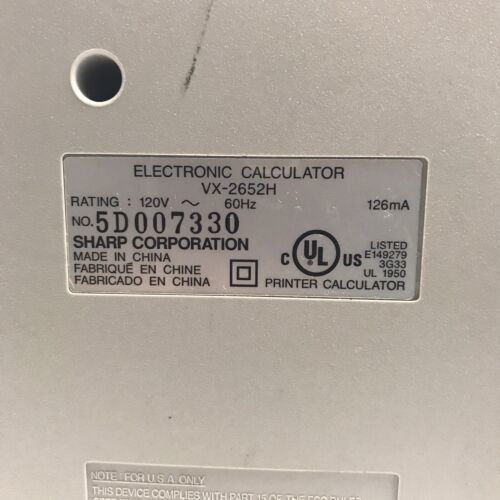 ELECTRONIC CALCULATOR
VX-2652H
RATING : 120V ~ 60Hz 126mA
NO. 5D007330
SHARP CORPORATION
MADE IN CHINA
FABRIQUÉ EN CHINE
FABRICADO EN CHINA
C UL US
LISTED
E149279
3G33
UL 1950
PRINTER CALCULATOR
NOTE : FOR U.S.A. ONLY
THIS DEVICE COMPLIES WITH PART 15 OF THE FCC RULES